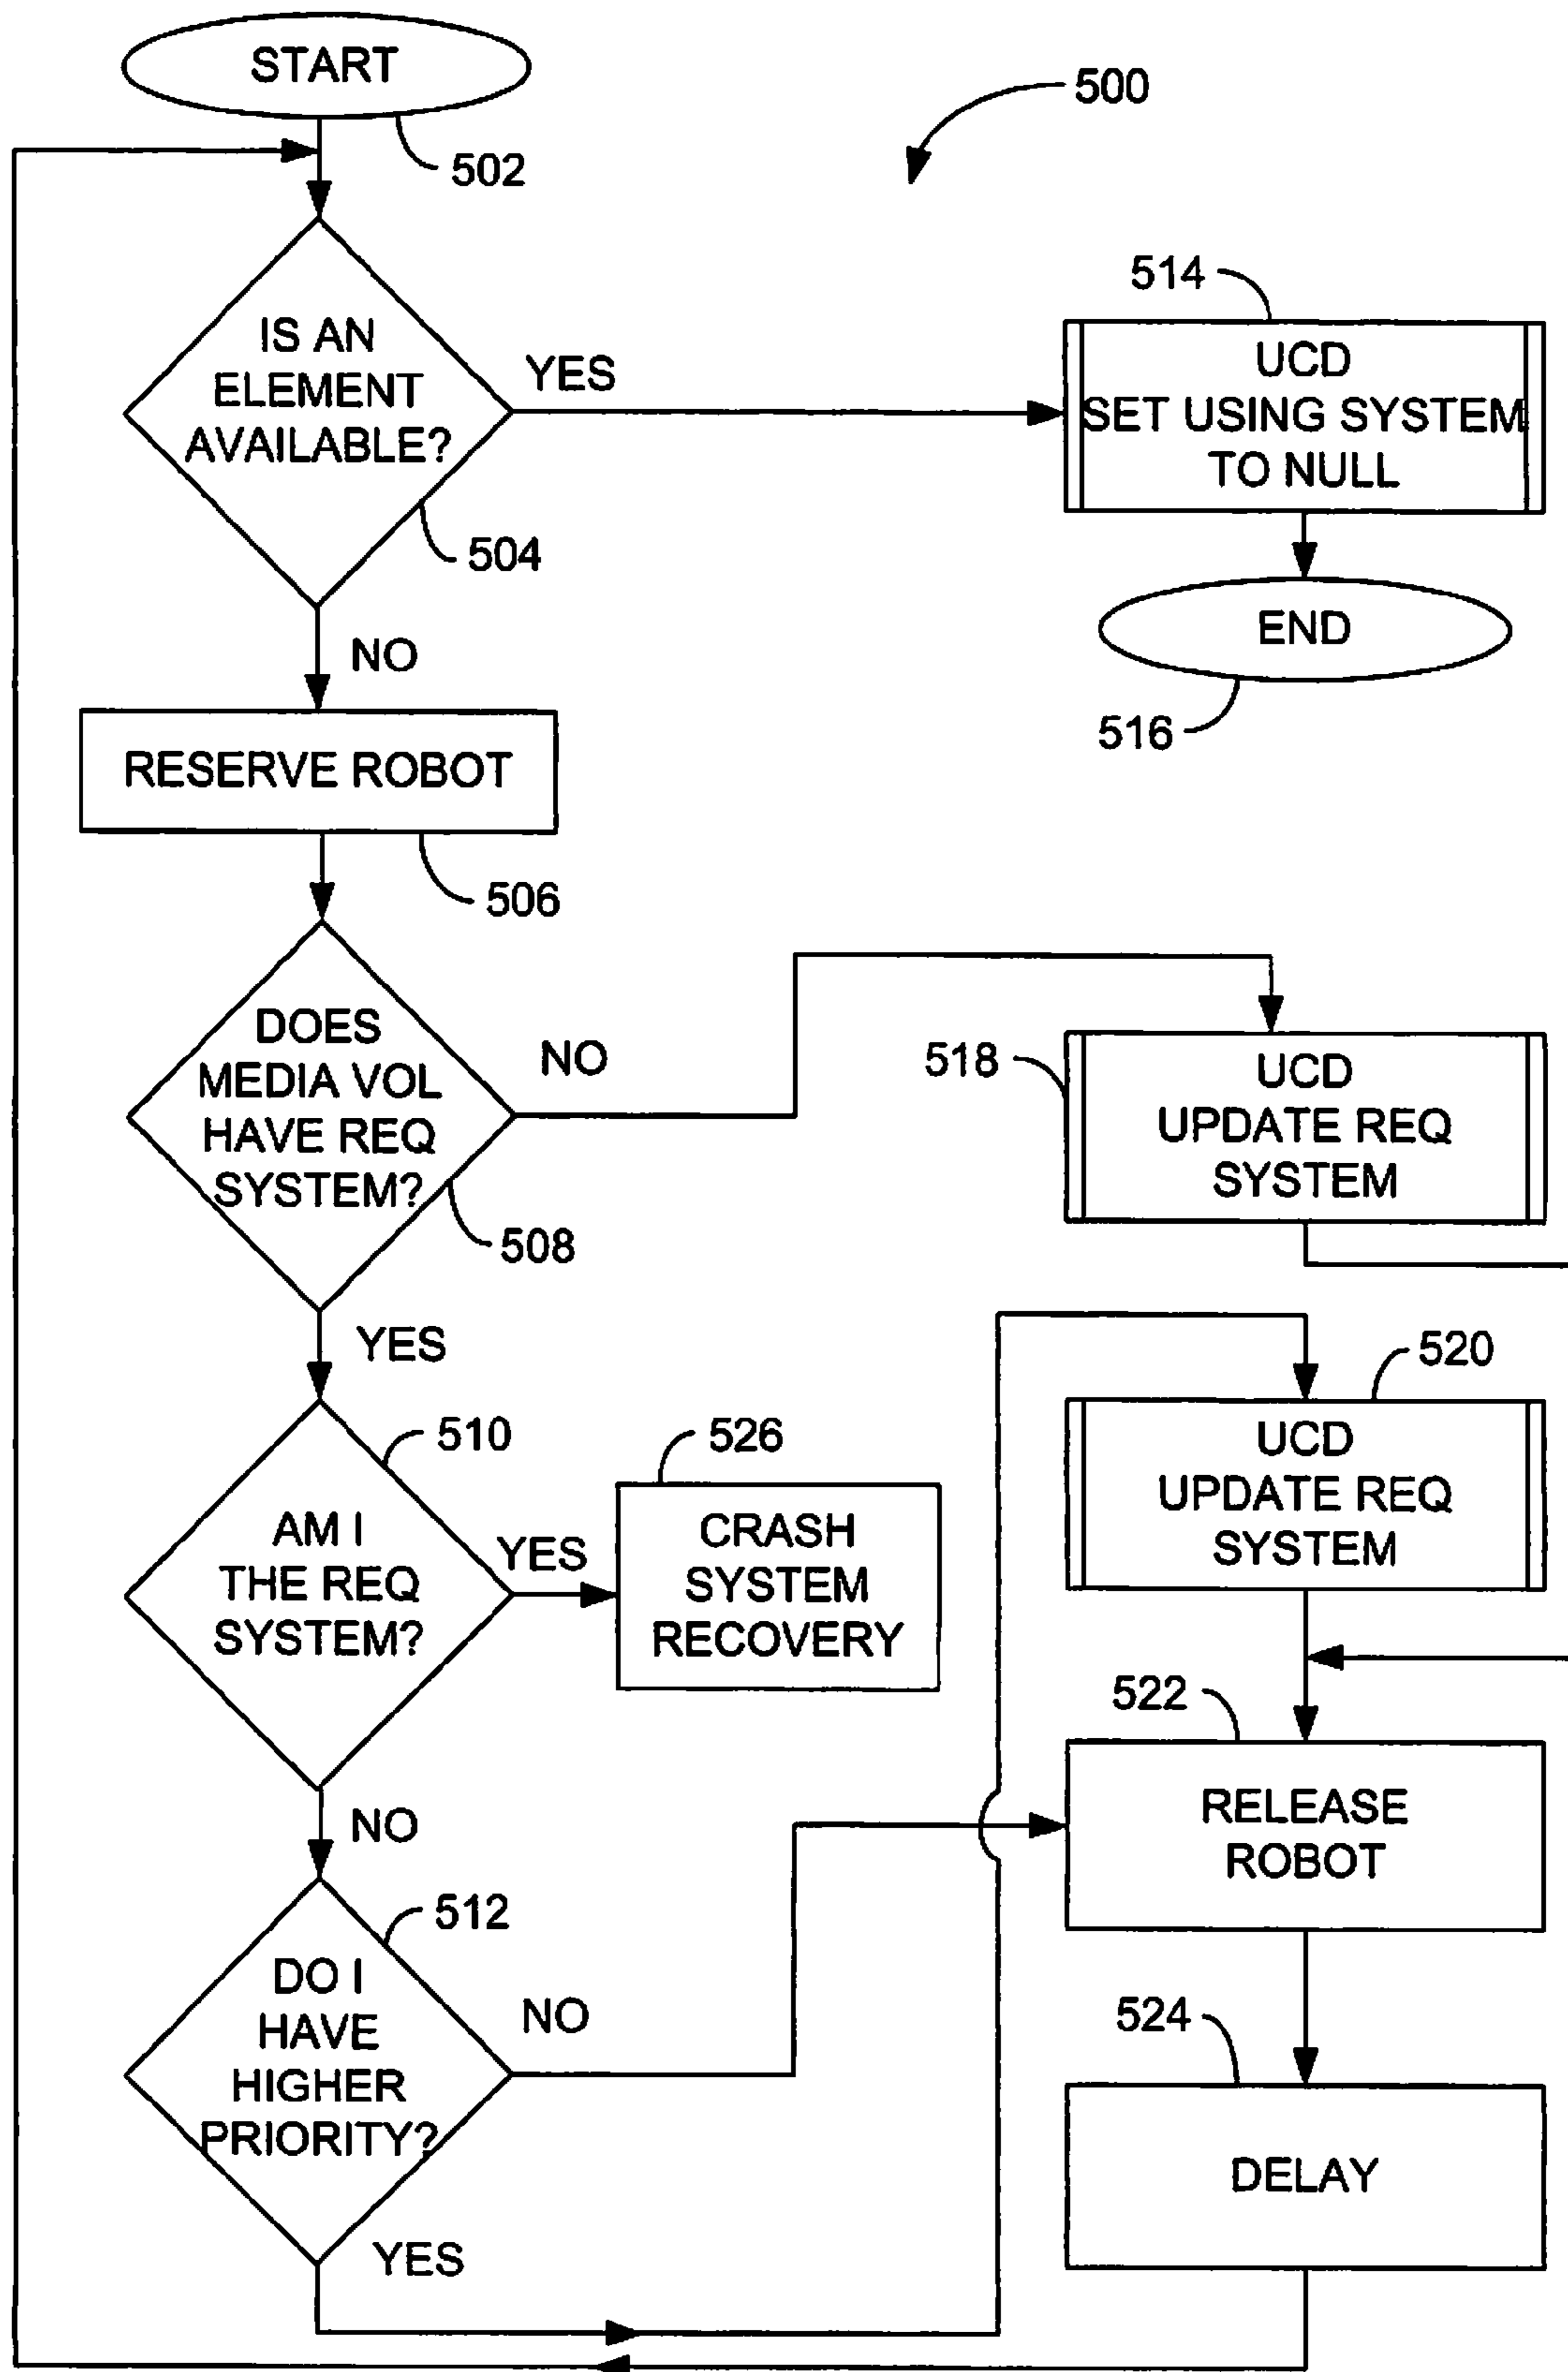 START
500
502
514
IS AN
ELEMENT
AVAILABLE?
YES
UCD
SET USING SYSTEM
TO NULL
504
END
NO
516
RESERVE ROBOT
506
DOES
MEDIA VOL
HAVE REQ
SYSTEM?
NO
518
UCD
UPDATE REQ
SYSTEM
508
YES
520
510
526
UCD
UPDATE REQ
SYSTEM
AM I
THE REQ
SYSTEM?
YES
CRASH
SYSTEM
RECOVERY
522
RELEASE
ROBOT
NO
512
DO I
HAVE
HIGHER
PRIORITY?
NO
524
DELAY
YES